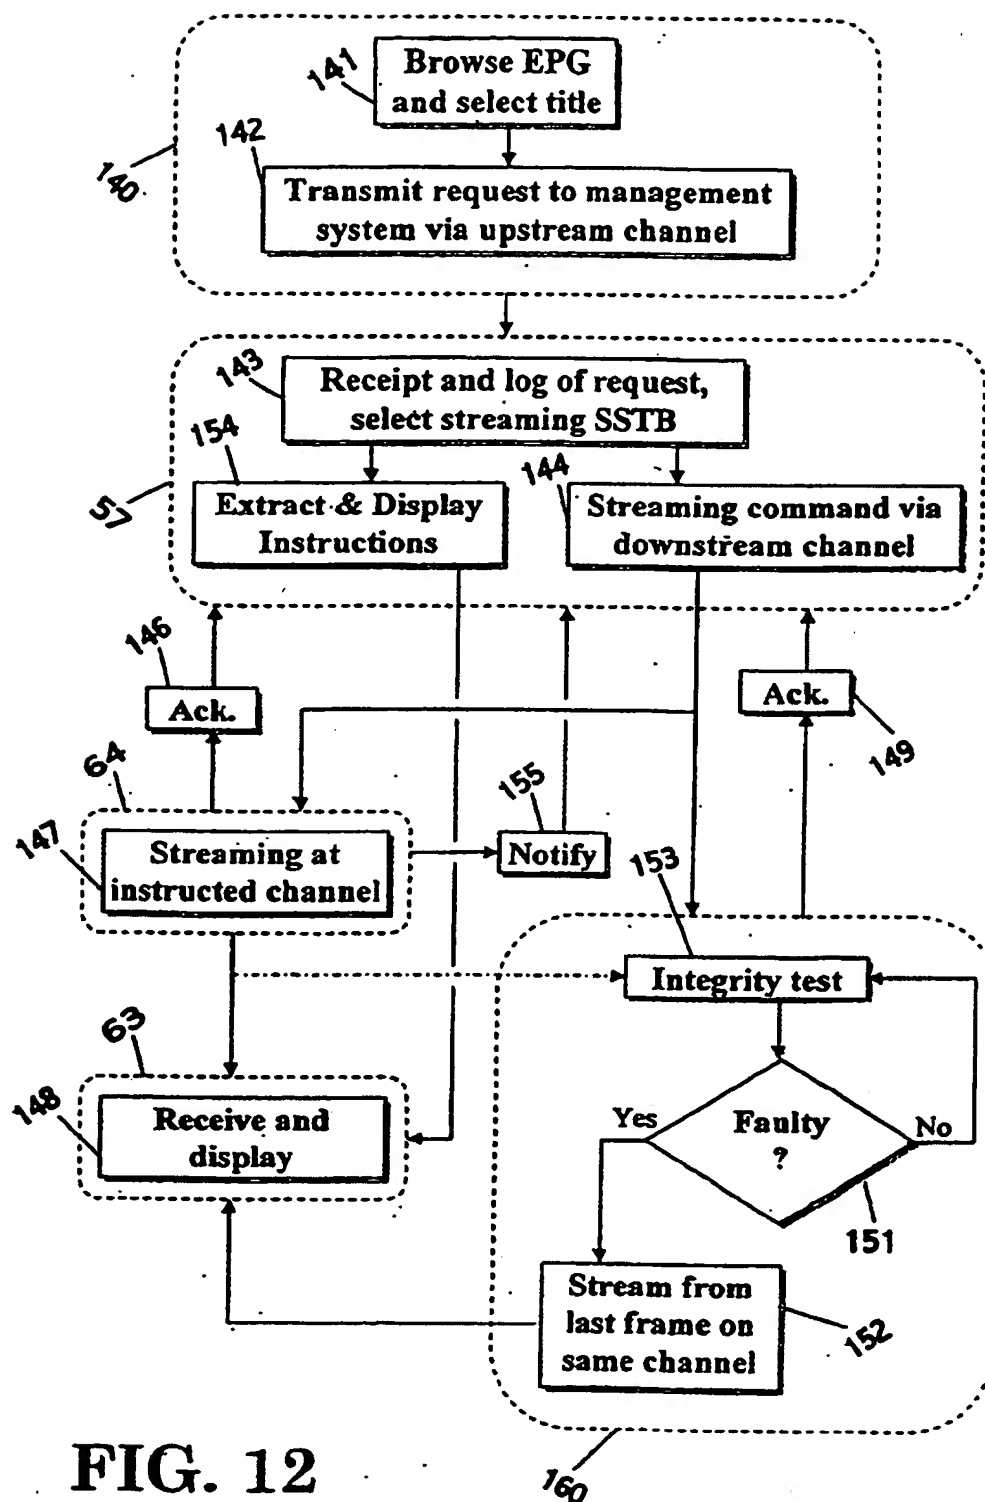 141
Browse EPG
and select title
142
140
Transmit request to management
system via upstream channel
143
Receipt and log of request,
select streaming SSTB
154
144
57
Extract & Display
Instructions
Streaming command via
downstream channel
146
Ack.
Ack.
149
64
155
147
Streaming at
instructed channel
Notify
153
Integrity test
63
148
Receive and
display
Yes
Faulty
?
No
151
Stream from
last frame on
same channel
152
160
FIG. 12